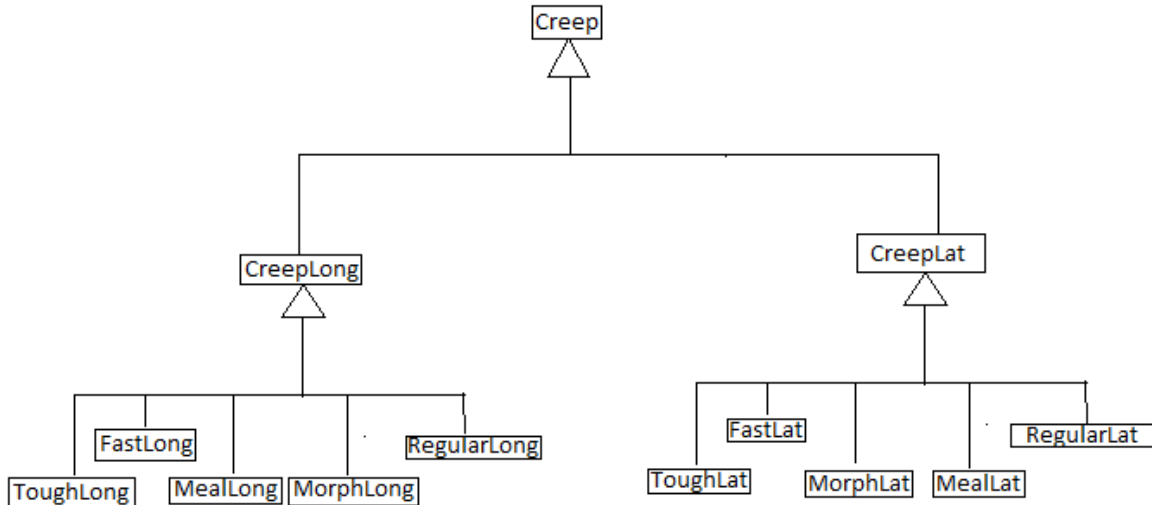 Creep
CreepLong
CreepLat
FastLong
RegularLong
ToughLong
MealLong
MorphLong
FastLat
RegularLat
ToughLat
MorphLat
MealLat